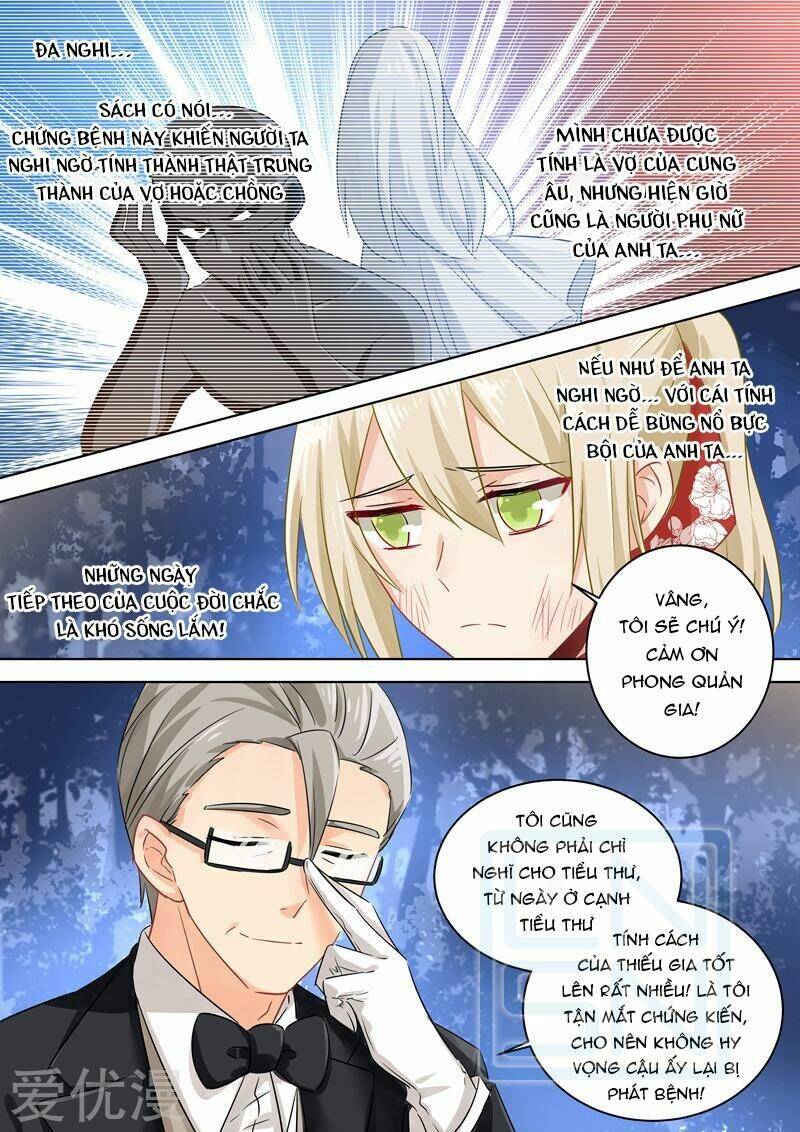 ĐA NGHI...
SÁCH CÓ NÓI...
CHỨNG BỆNH NÀY KHIẾN NGƯỜI TA
NGHI NGỜ TÍNH THÀNH THẬT TRUNG
THÀNH CỦA VỢ HOẶC CHỒNG
MÌNH CHƯA ĐƯỢC
TÍNH LÀ VỢ CỦA CUNG
ÂU, NHƯNG HIỆN GIỜ
CŨNG LÀ NGƯỜI PHỤ NỮ
CỦA ANH TA...
NẾU NHƯ ĐỂ ANH TA
NGHI NGỜ... VỚI CÁI TÍNH
CÁCH DỄ BÙNG NỔ BỰC
BỘI CỦA ANH TA...
NHỮNG NGÀY
TIẾP THEO CỦA CUỘC ĐỜI CHẮC
LÀ KHÓ SỐNG LẮM!
VÂNG,
TÔI SẼ CHÚ Ý!
CẢM ƠN
PHONG QUẢN
GIA!
TÔI CŨNG
KHÔNG PHẢI CHỈ
NGHĨ CHO TIỂU THƯ,
TỪ NGÀY Ở CẠNH
TIỂU THƯ
TÍNH CÁCH
CỦA THIẾU GIA TỐT
LÊN RẤT NHIỀU! LÀ TÔI
TẬN MẮT CHỨNG KIẾN,
CHO NÊN KHÔNG HY
VỌNG CẬU ẤY LẠI BỊ
PHÁT BỆNH!
爱优漫